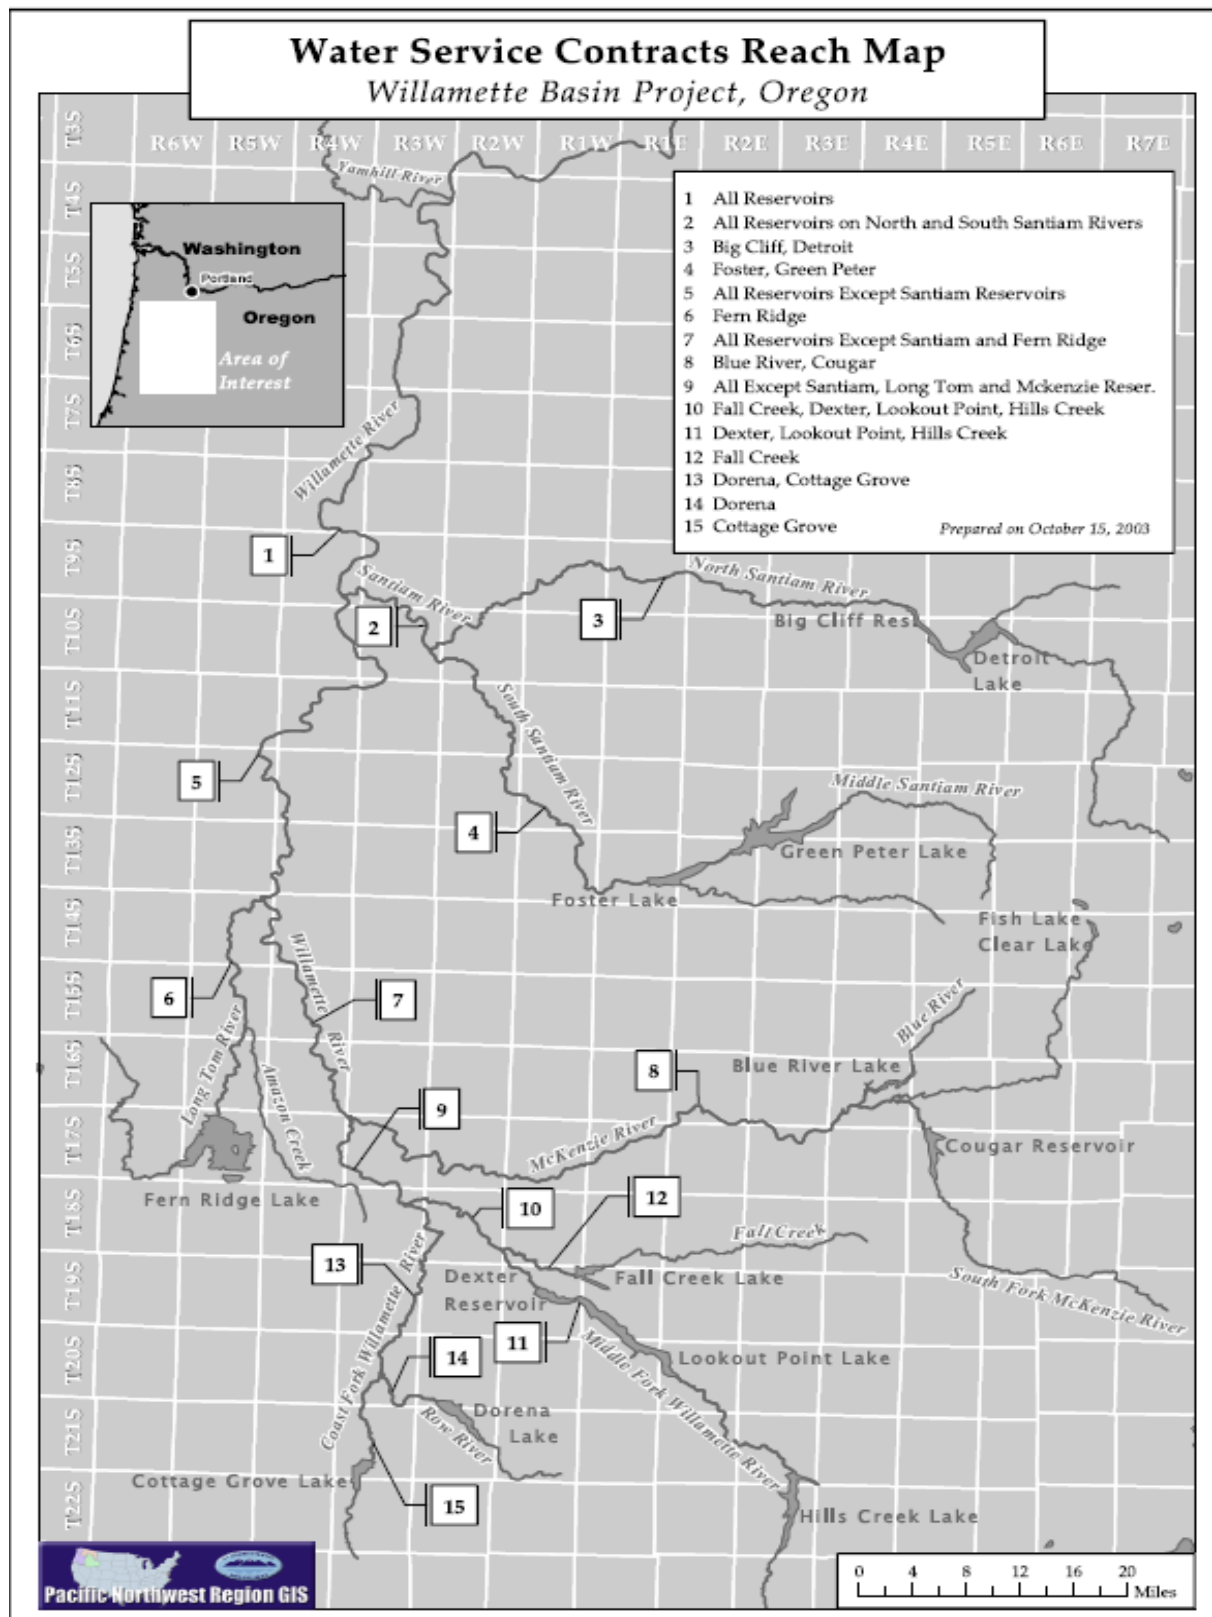 Water Service Contracts Reach Map
Willamette Basin Project, Oregon
R6W R5W R4W R3W R2W R1W R1E R2E R3E R4E R5E R6E R7E
T3S
T4S
T5S
T6S
T7S
T8S
T9S
T10S
T11S
T12S
T13S
T14S
T15S
T16S
T17S
T18S
T19S
T20S
T21S
T22S
Yamhill River
Washington
Portland
Oregon
Area of
Interest
1 All Reservoirs
2 All Reservoirs on North and South Santiam Rivers
3 Big Cliff, Detroit
4 Foster, Green Peter
5 All Reservoirs Except Santiam Reservoirs
6 Fern Ridge
7 All Reservoirs Except Santiam and Fern Ridge
8 Blue River, Cougar
9 All Except Santiam, Long Tom and Mckenzie Reser.
10 Fall Creek, Dexter, Lookout Point, Hills Creek
11 Dexter, Lookout Point, Hills Creek
12 Fall Creek
13 Dorena, Cottage Grove
14 Dorena
15 Cottage Grove
Prepared on October 15, 2003
Willamette River
1
Santiam River
2
3
North Santiam River
Big Cliff Res.
Detroit
Lake
South Santiam River
5
4
Middle Santiam River
Green Peter Lake
Foster Lake
Fish Lake
Clear Lake
Willamette River
6
7
Long Tom River
Amazon Creek
8
Blue River
Blue River Lake
9
McKenzie River
Cougar Reservoir
Fern Ridge Lake
10
12
Fall Creek
13
Dexter
Reservoir
Fall Creek Lake
South Fork McKenzie River
Coast Fork Willamette River
11
14
Middle Fork Willamette River
Lookout Point Lake
Dorena
Lake
Row River
Cottage Grove Lake
15
Hills Creek Lake
Pacific Northwest Region GIS
0 4 8 12 16 20
Miles